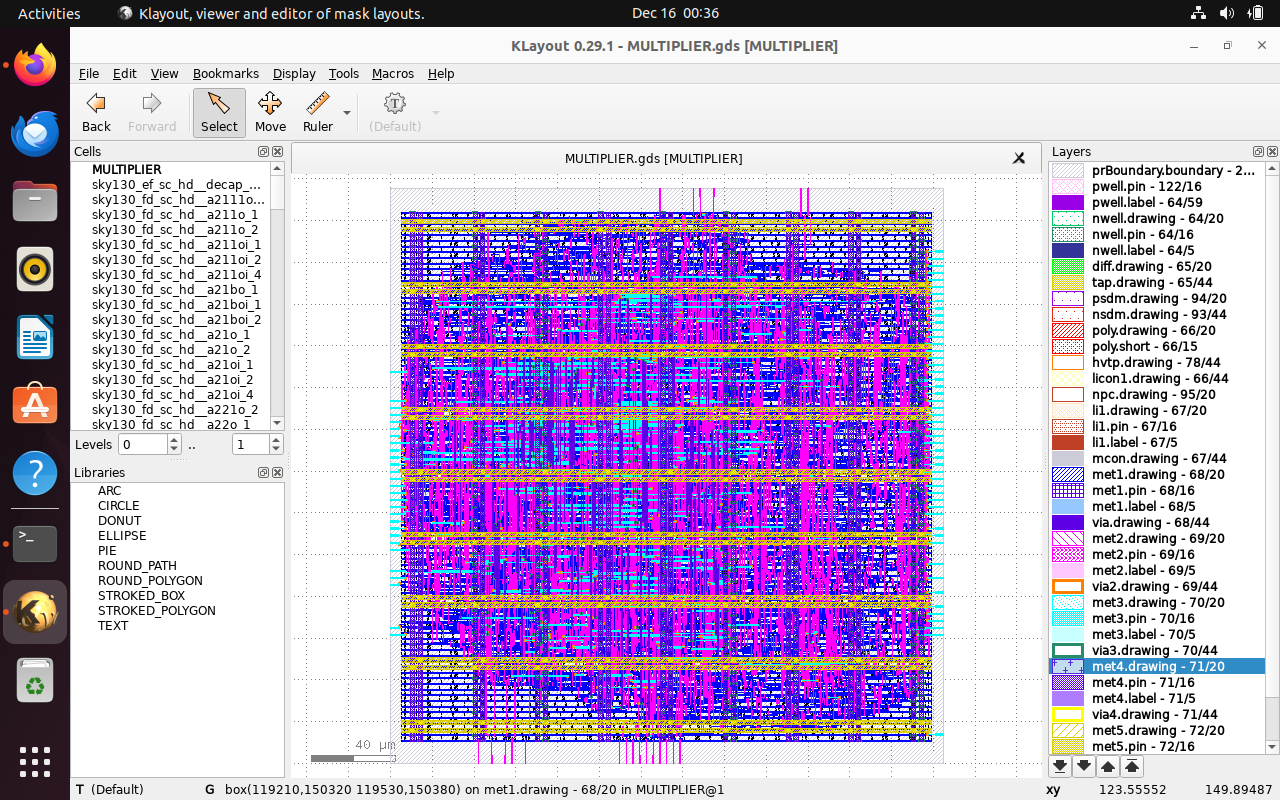 Activities
Klayout, viewer and editor of mask layouts.
Dec 16 00:36
KLayout 0.29.1 - MULTIPLIER.gds [MULTIPLIER]
File Edit View Bookmarks Display Tools Macros Help
Back Forward Select Move Ruler (Default)
Cells
MULTIPLIER
sky130_ef_sc_hd__decap_...
sky130_fd_sc_hd__a2111o...
sky130_fd_sc_hd__a211o_1
sky130_fd_sc_hd__a211o_2
sky130_fd_sc_hd__a211oi_1
sky130_fd_sc_hd__a211oi_2
sky130_fd_sc_hd__a211oi_4
sky130_fd_sc_hd__a21bo_1
sky130_fd_sc_hd__a21boi_1
sky130_fd_sc_hd__a21boi_2
sky130_fd_sc_hd__a21o_1
sky130_fd_sc_hd__a21o_2
sky130_fd_sc_hd__a21oi_1
sky130_fd_sc_hd__a21oi_2
sky130_fd_sc_hd__a21oi_4
sky130_fd_sc_hd__a221o_2
sky130_fd_sc_hd__a22o_1
Levels 0 .. 1
Libraries
ARC
CIRCLE
DONUT
ELLIPSE
PIE
ROUND_PATH
ROUND_POLYGON
STROKED_BOX
STROKED_POLYGON
TEXT
MULTIPLIER.gds [MULTIPLIER]
40 µm
Layers
prBoundary.boundary - 2...
pwell.pin - 122/16
pwell.label - 64/59
nwell.drawing - 64/20
nwell.pin - 64/16
nwell.label - 64/5
diff.drawing - 65/20
tap.drawing - 65/44
psdm.drawing - 94/20
nsdm.drawing - 93/44
poly.drawing - 66/20
poly.short - 66/15
hvtp.drawing - 78/44
licon1.drawing - 66/44
npc.drawing - 95/20
li1.drawing - 67/20
li1.pin - 67/16
li1.label - 67/5
mcon.drawing - 67/44
met1.drawing - 68/20
met1.pin - 68/16
met1.label - 68/5
via.drawing - 68/44
met2.drawing - 69/20
met2.pin - 69/16
met2.label - 69/5
via2.drawing - 69/44
met3.drawing - 70/20
met3.pin - 70/16
met3.label - 70/5
via3.drawing - 70/44
met4.drawing - 71/20
met4.pin - 71/16
met4.label - 71/5
via4.drawing - 71/44
met5.drawing - 72/20
met5.pin - 72/16
T (Default) G box(119210,150320 119530,150380) on met1.drawing - 68/20 in MULTIPLIER@1 xy 123.55552 149.89487